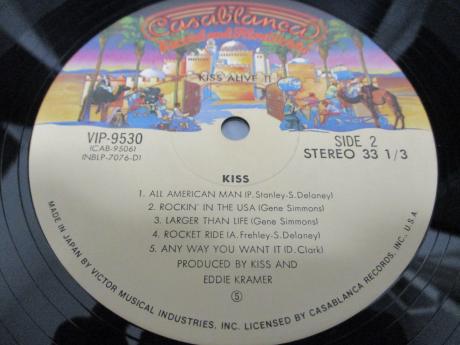 Casablanca
Record and FilmWorks
KISS ALIVE II
VIP-9530
(CAB-9506)
(NBLP-7076-D)
SIDE 2
STEREO 33 1/3
KISS
1. ALL AMERICAN MAN (P. Stanley-S. Delaney)
2. ROCKIN' IN THE USA (Gene Simmons)
3. LARGER THAN LIFE (Gene Simmons)
4. ROCKET RIDE (A. Frehley-S. Delaney)
5. ANY WAY YOU WANT IT (D. Clark)
PRODUCED BY KISS AND
EDDIE KRAMER
S
MADE IN JAPAN BY VICTOR MUSICAL INDUSTRIES, INC. LICENSED BY CASABLANCA RECORDS, INC., U.S.A.